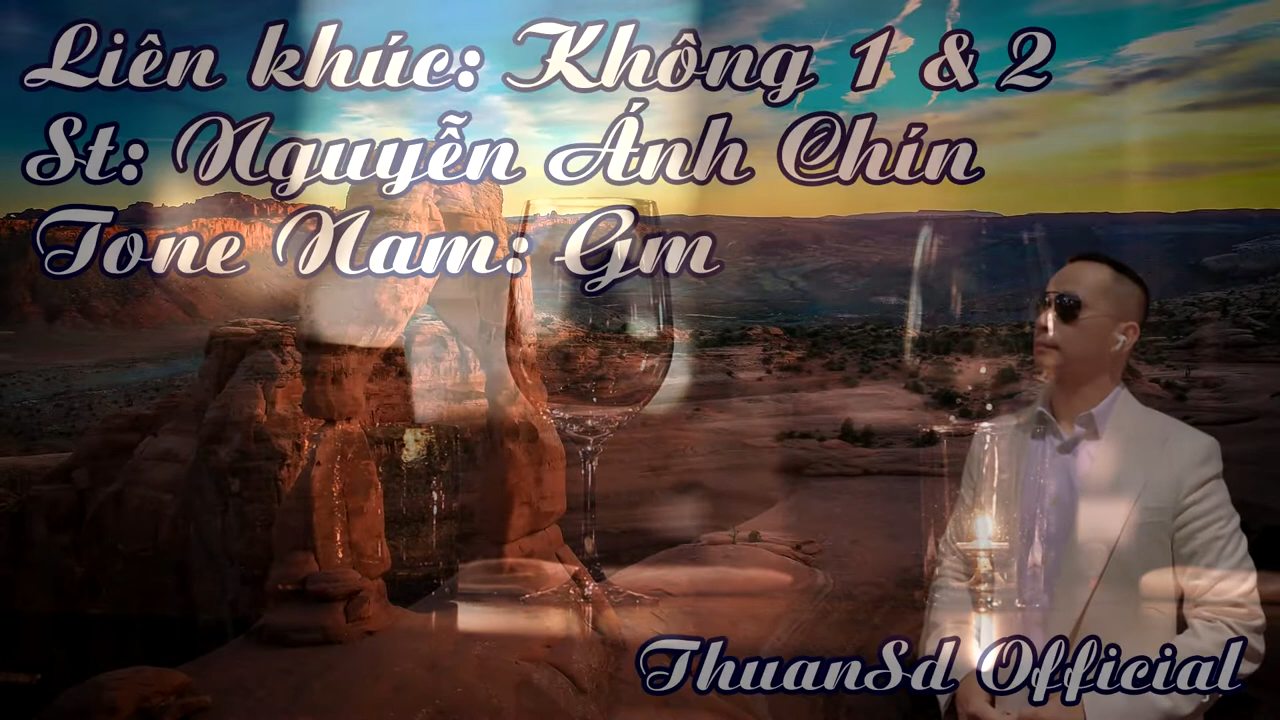 Liên khúc: Không 1 & 2
St: Nguyễn Ánh Chín
Tone Nam: Gm
ThuanSd Official